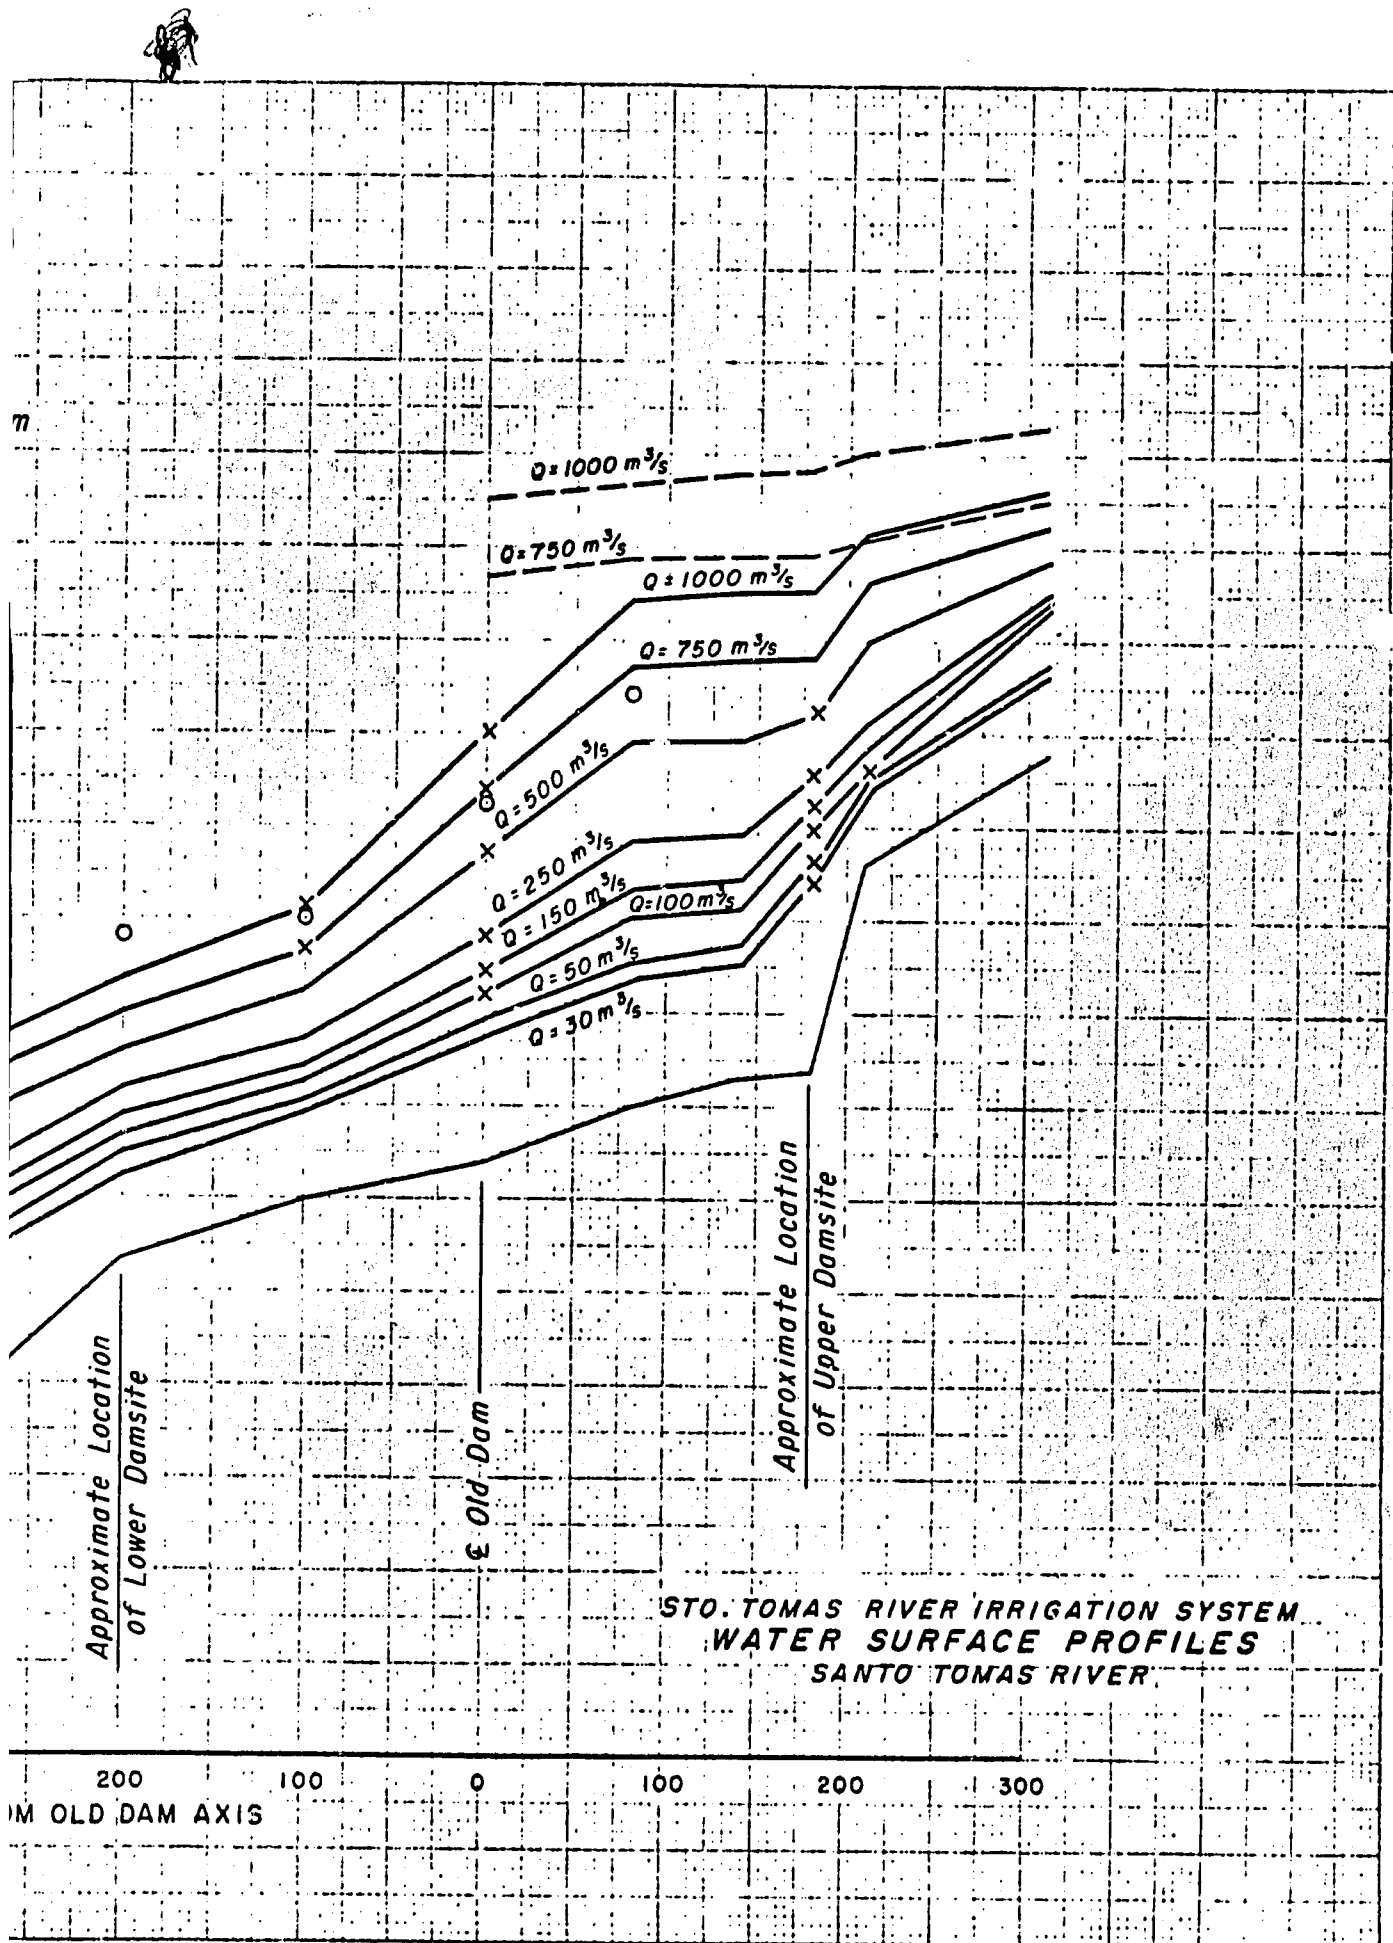 m
Q=1000 m³/s
Q=750 m³/s
Q=1000 m³/s
Q=750 m³/s
Q=500 m³/s
Q=250 m³/s
Q=150 m³/s
Q=100 m³/s
Q=50 m³/s
Q=30 m³/s
Approximate Location
of Lower Damsite
℄ Old Dam
Approximate Location
of Upper Damsite
STO. TOMAS RIVER IRRIGATION SYSTEM
WATER SURFACE PROFILES
SANTO TOMAS RIVER
200 100 0 100 200 300
OM OLD DAM AXIS